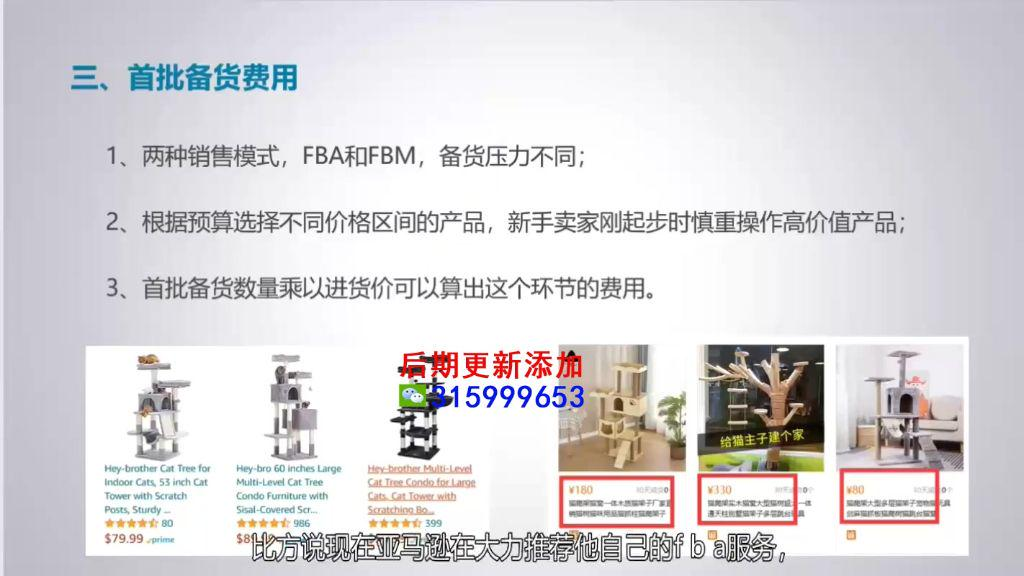 三、首批备货费用
1、两种销售模式，FBA和FBM，备货压力不同；
2、根据预算选择不同价格区间的产品，新手卖家刚起步时慎重操作高价值产品；
3、首批备货数量乘以进货价可以算出这个环节的费用。
后期更新添加
315999653
给猫主子建个家
Hey-brother Cat Tree for
Indoor Cats, 53 inch Cat
Tower with Scratch
Posts, Sturdy ...
80
$79.99 prime
Hey-bro 60 inches Large
Multi-Level Cat Tree
Condo Furniture with
Sisal-Covered Scr...
986
Hey-brother Multi-Level
Cat Tree Condo for Large
Cats, Cat Tower with
Scratching Bo...
399
¥180
¥330
¥80
比方说现在亚马逊在大力推荐他自己的f b a服务，